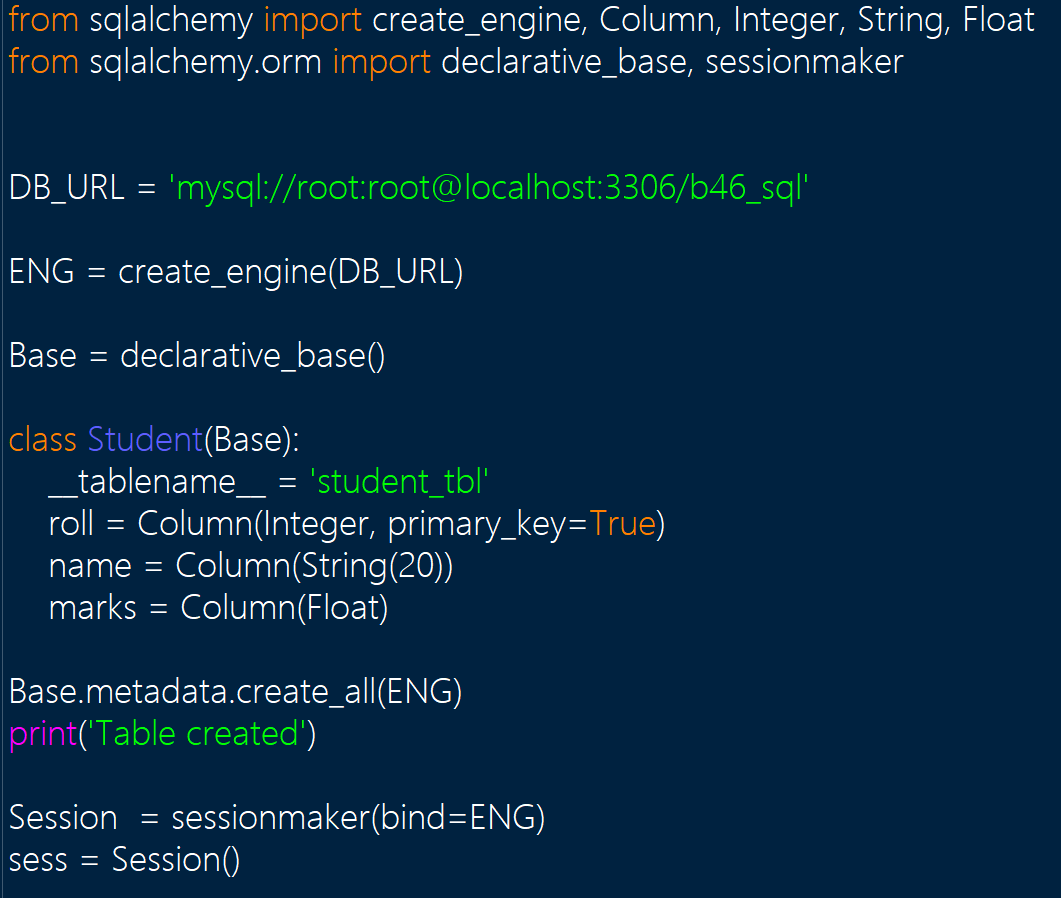 from sqlalchemy import create_engine, Column, Integer, String, Float
from sqlalchemy.orm import declarative_base, sessionmaker
DB_URL = 'mysql://root:root@localhost:3306/b46_sql'
ENG = create_engine(DB_URL)
Base = declarative_base()
class Student(Base):
    __tablename__ = 'student_tbl'
    roll = Column(Integer, primary_key=True)
    name = Column(String(20))
    marks = Column(Float)
Base.metadata.create_all(ENG)
print('Table created')
Session  = sessionmaker(bind=ENG)
sess = Session()